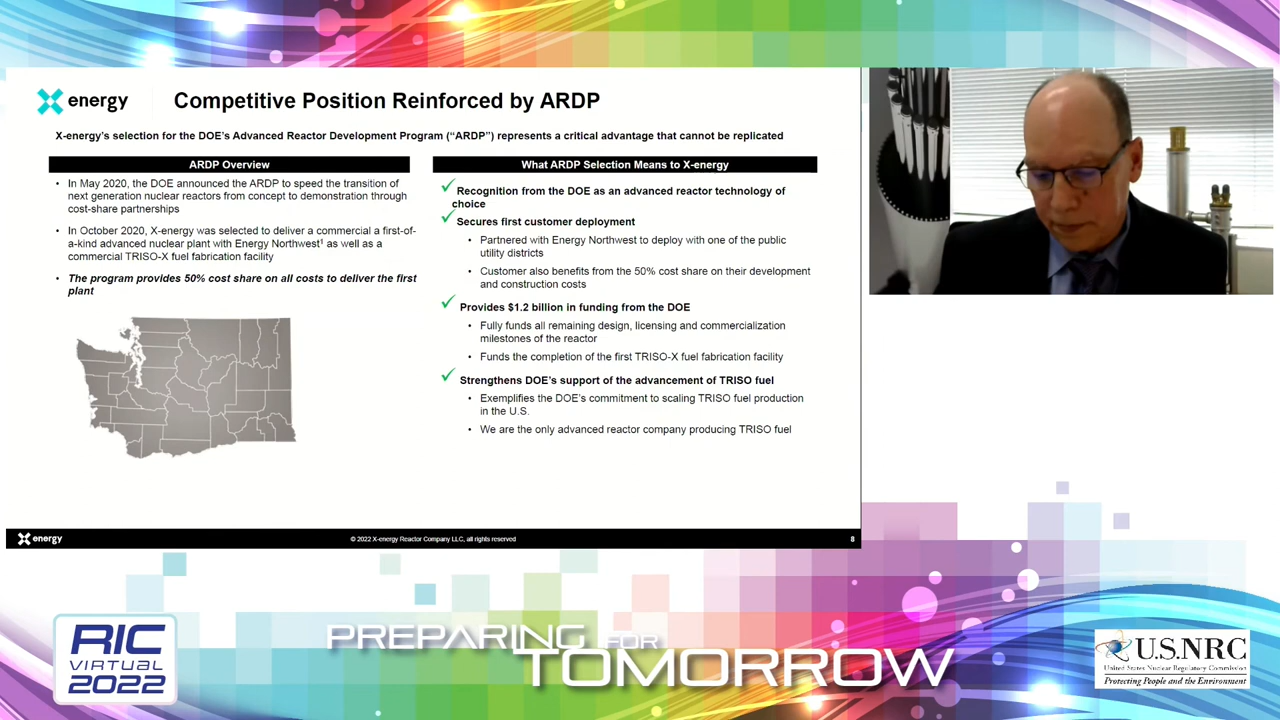 energy
Competitive Position Reinforced by ARDP
X-energy's selection for the DOE's Advanced Reactor Development Program ("ARDP") represents a critical advantage that cannot be replicated
ARDP Overview
• In May 2020, the DOE announced the ARDP to speed the transition of
next generation nuclear reactors from concept to demonstration through
cost-share partnerships
• In October 2020, X-energy was selected to deliver a commercial a first-of-
a-kind advanced nuclear plant with Energy Northwest¹ as well as a
commercial TRISO-X fuel fabrication facility
• The program provides 50% cost share on all costs to deliver the first
plant
What ARDP Selection Means to X-energy
✓ Recognition from the DOE as an advanced reactor technology of
choice
✓ Secures first customer deployment
• Partnered with Energy Northwest to deploy with one of the public
utility districts
• Customer also benefits from the 50% cost share on their development
and construction costs
✓ Provides $1.2 billion in funding from the DOE
• Fully funds all remaining design, licensing and commercialization
milestones of the reactor
• Funds the completion of the first TRISO-X fuel fabrication facility
✓ Strengthens DOE's support of the advancement of TRISO fuel
• Exemplifies the DOE's commitment to scaling TRISO fuel production
in the U.S.
• We are the only advanced reactor company producing TRISO fuel
energy
© 2022 X-energy Reactor Company LLC, all rights reserved
8
RIC
VIRTUAL
2022
PREPARING FOR
TOMORROW
U.S.NRC
United States Nuclear Regulatory Commission
Protecting People and the Environment